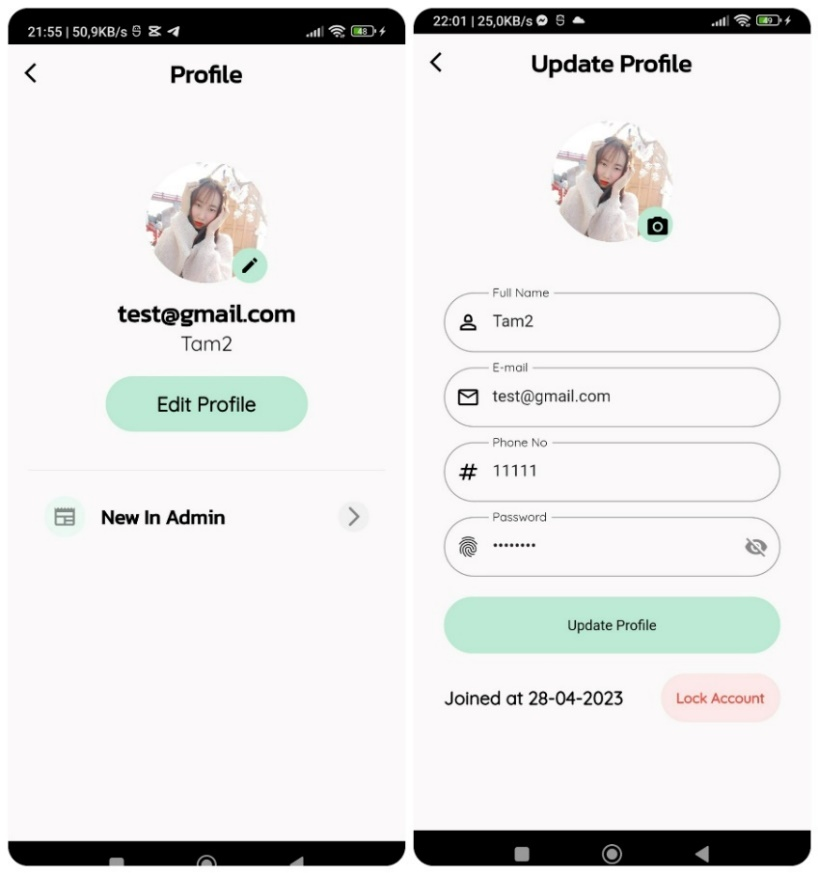 21:55 | 50,9KB/s
48
Profile
test@gmail.com
Tam2
Edit Profile
New In Admin
22:01 | 25,0KB/s
49
Update Profile
Full Name
Tam2
E-mail
test@gmail.com
Phone No
# 11111
Password
••••••••
Update Profile
Joined at 28-04-2023
Lock Account